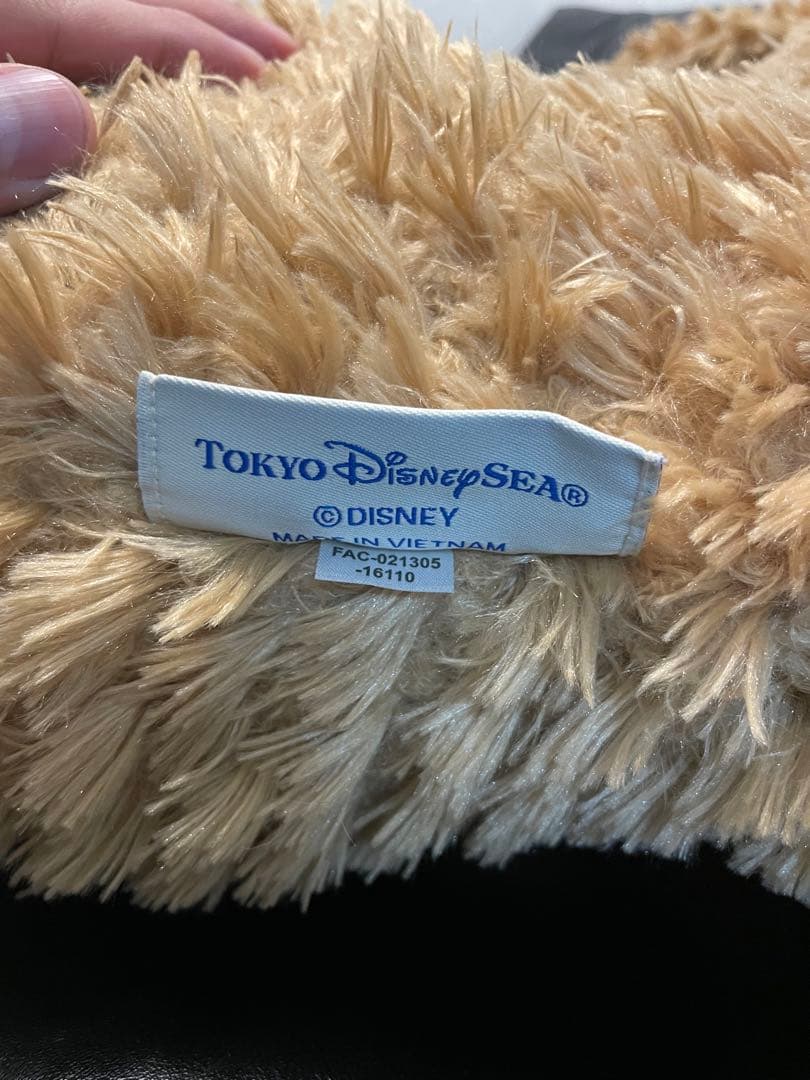 TOKYO DISNEYSEA®
© DISNEY
MADE IN VIETNAM
FAC-021305
-16110